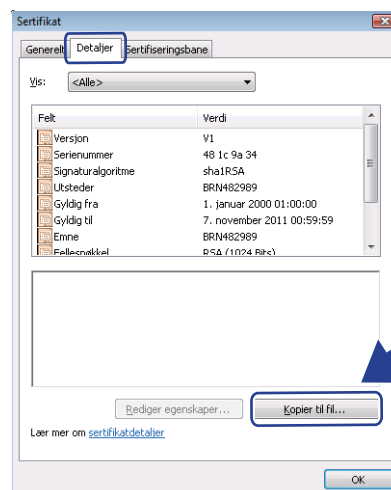 Sertifikat
Generelt Detaljer Sertifiseringsbane
Vis: <Alle>
Felt Verdi
Versjon V1
Serienummer 48 1c 9a 34
Signaturalgoritme sha1RSA
Utsteder BRN482989
Gyldig fra 1. januar 2000 01:00:00
Gyldig til 7. november 2011 00:59:59
Emne BRN482989
Fellesnøkkel RSA (1024 Bits)
Rediger egenskaper... Kopier til fil...
Lær mer om sertifikatdetaljer
OK